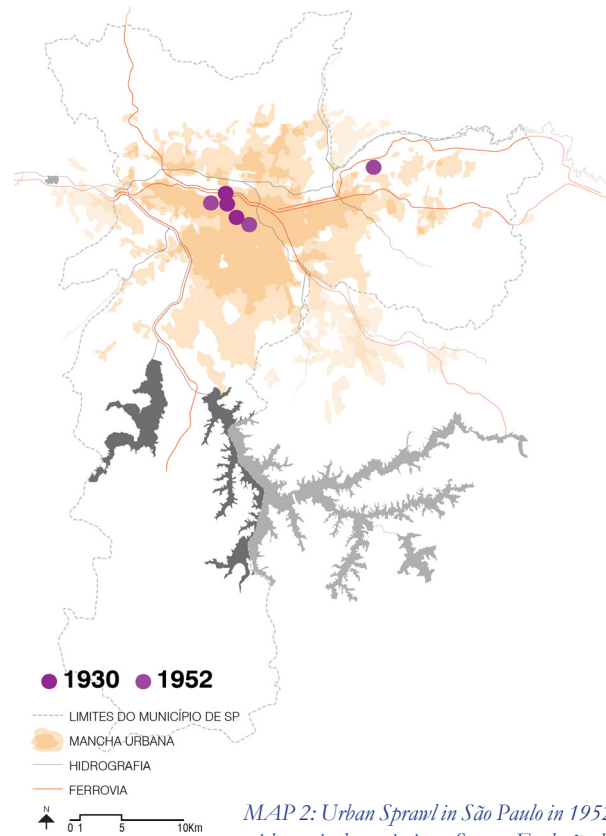 1930 1952
LIMITES DO MUNICÍPIO DE SP
MANCHA URBANA
HIDROGRAFIA
FERROVIA
N
0 1 5 10Km
MAP 2: Urban Sprawl in São Paulo in 195